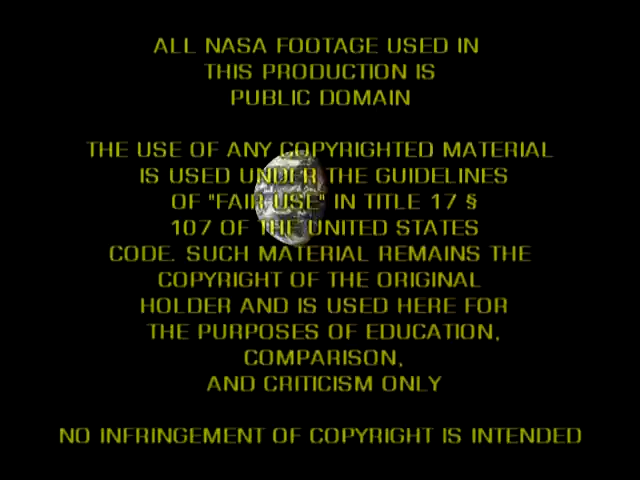 ALL NASA FOOTAGE USED IN
THIS PRODUCTION IS
PUBLIC DOMAIN
THE USE OF ANY COPYRIGHTED MATERIAL
IS USED UNDER THE GUIDELINES
OF "FAIR USE" IN TITLE 17 §
107 OF THE UNITED STATES
CODE. SUCH MATERIAL REMAINS THE
COPYRIGHT OF THE ORIGINAL
HOLDER AND IS USED HERE FOR
THE PURPOSES OF EDUCATION,
COMPARISON,
AND CRITICISM ONLY
NO INFRINGEMENT OF COPYRIGHT IS INTENDED